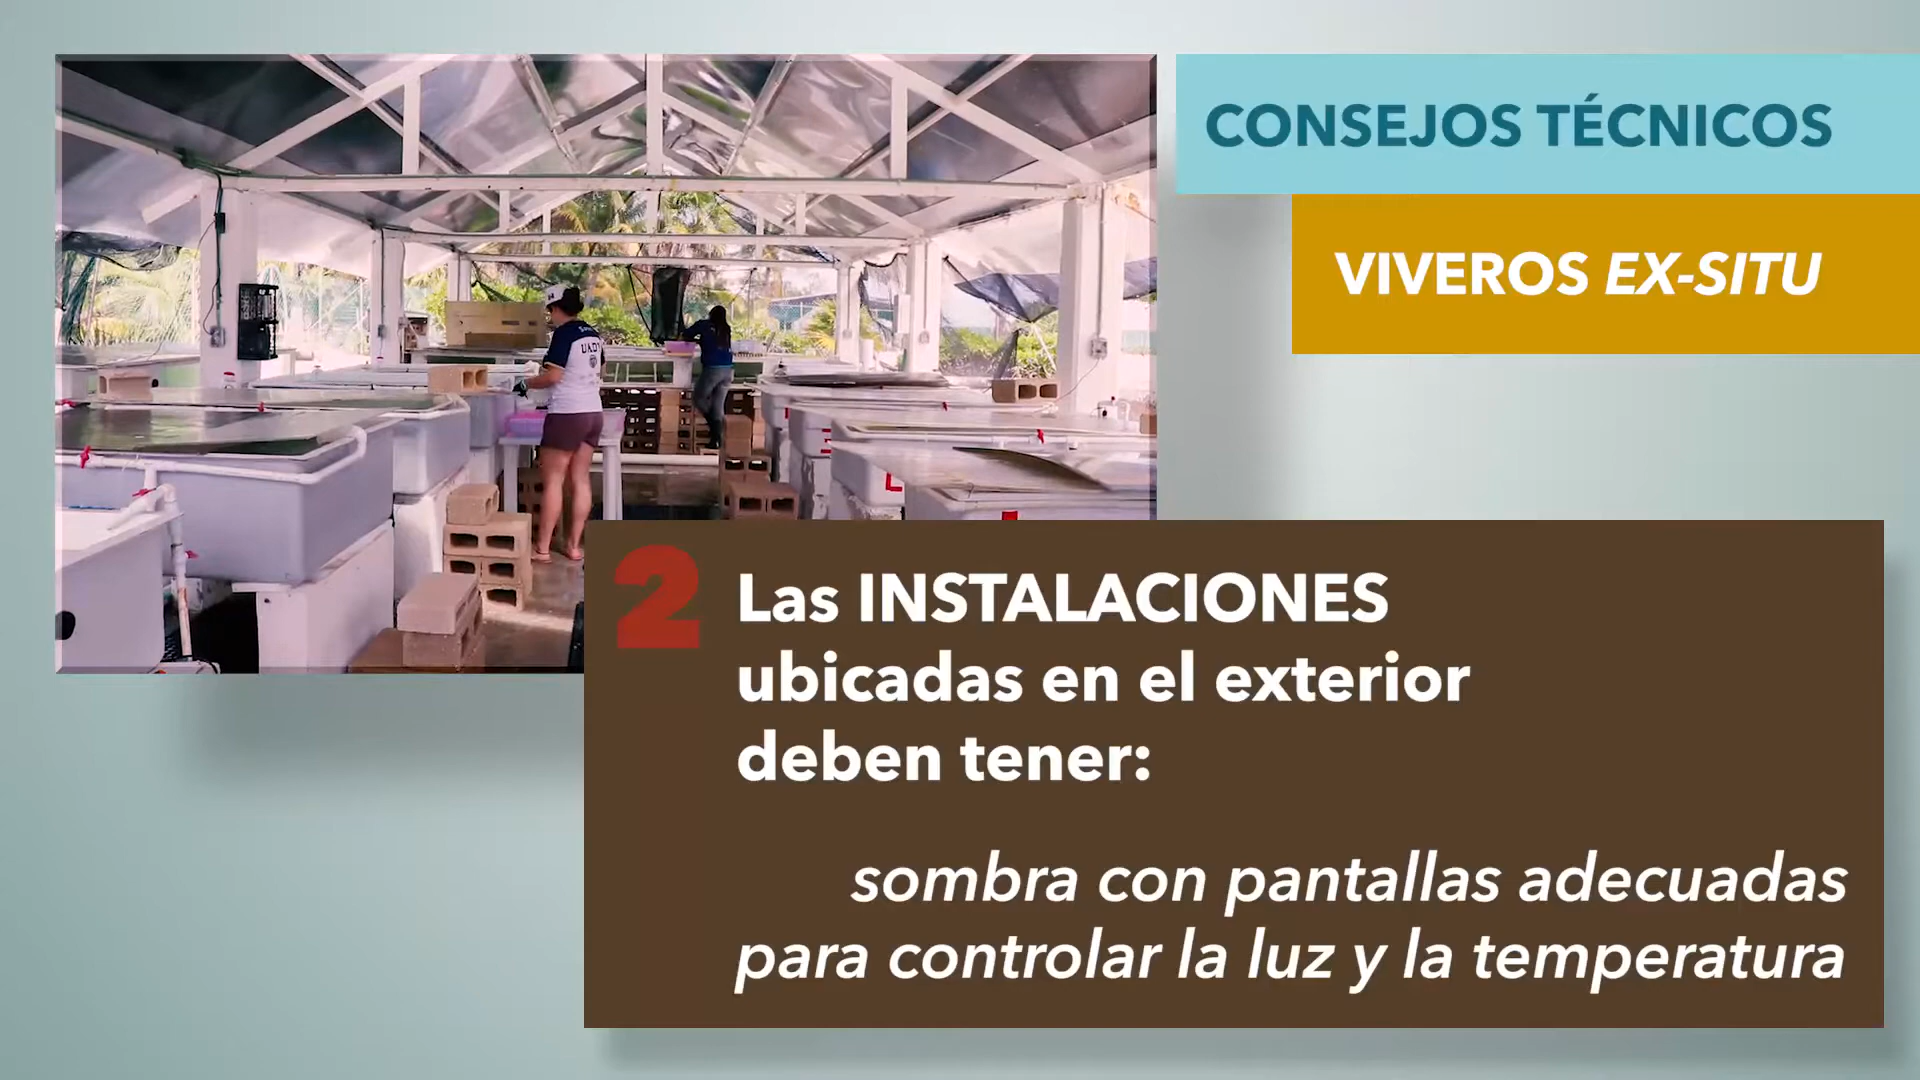 CONSEJOS TÉCNICOS
VIVEROS EX-SITU
2
Las INSTALACIONES
ubicadas en el exterior
deben tener:
sombra con pantallas adecuadas
para controlar la luz y la temperatura